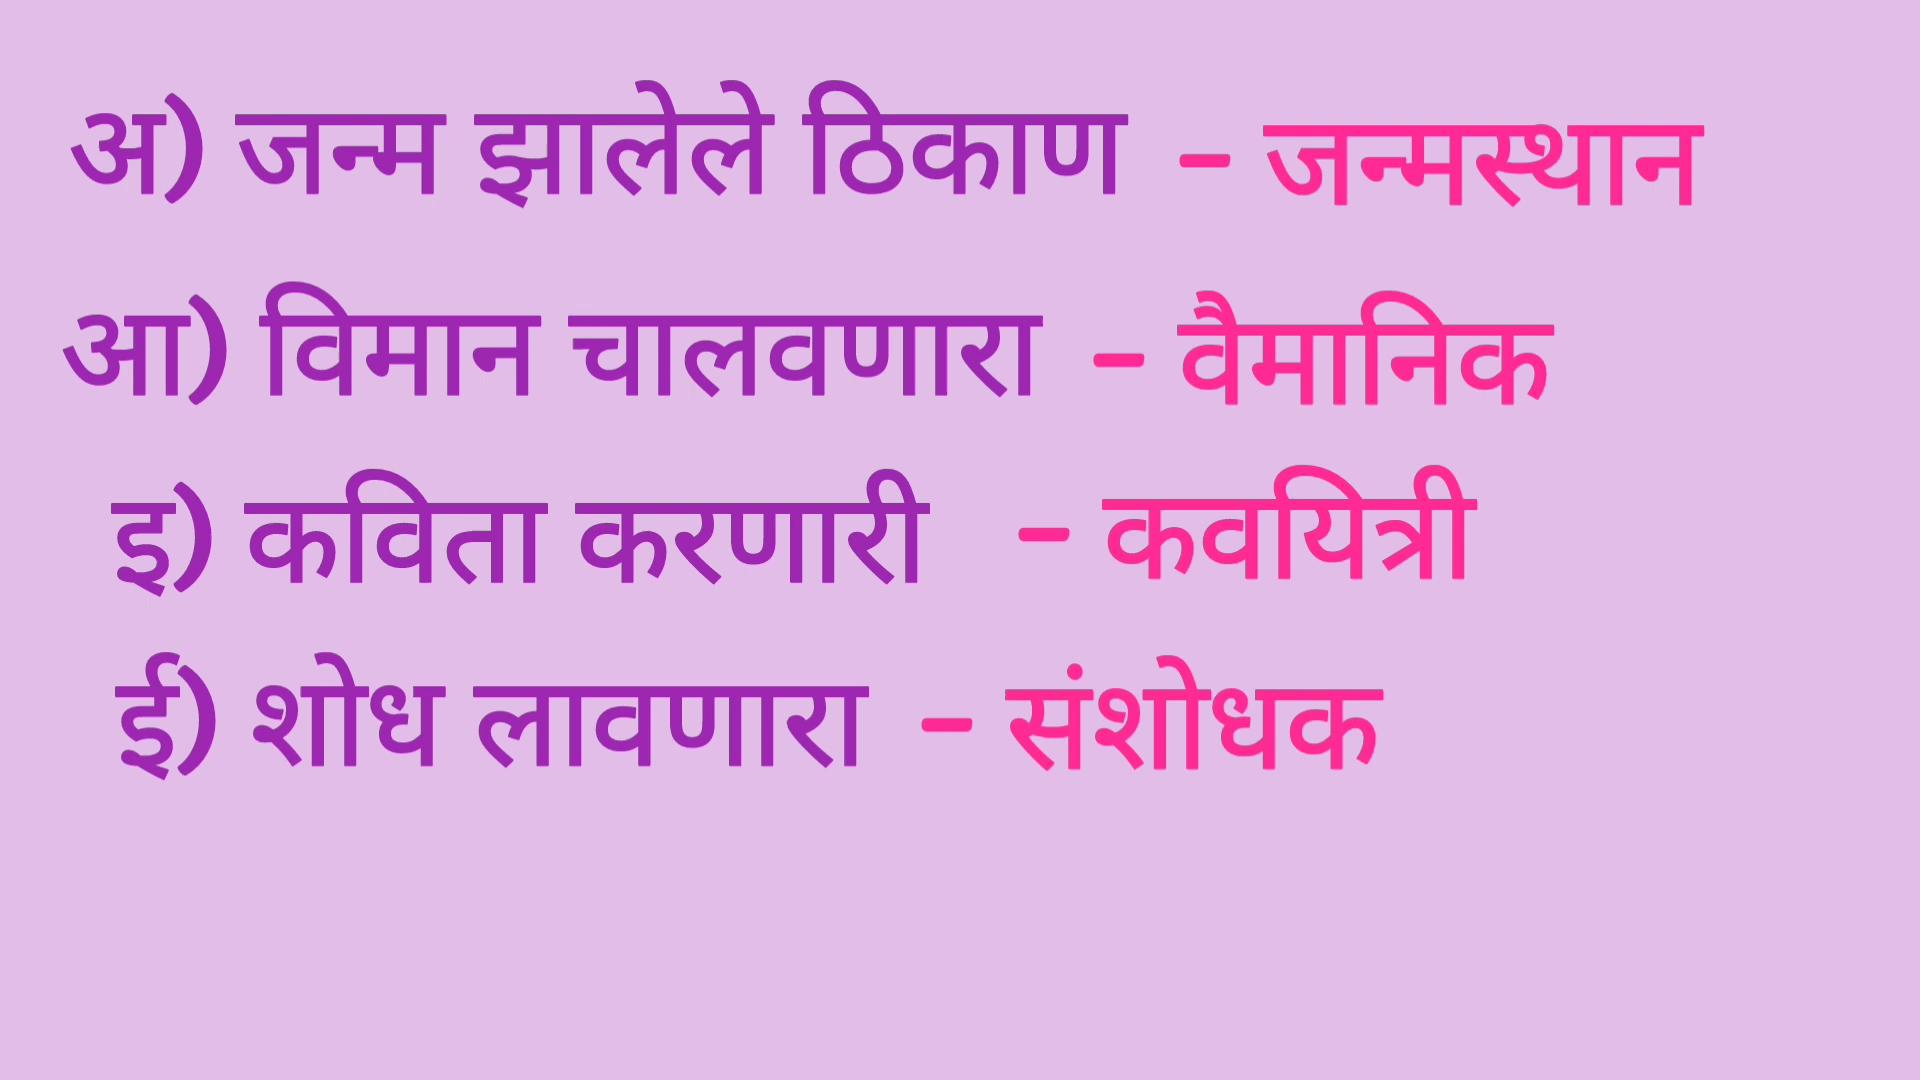 अ) जन्म झालेले ठिकाण - जन्मस्थान
आ) विमान चालवणारा - वैमानिक
इ) कविता करणारी - कवयित्री
ई) शोध लावणारा - संशोधक